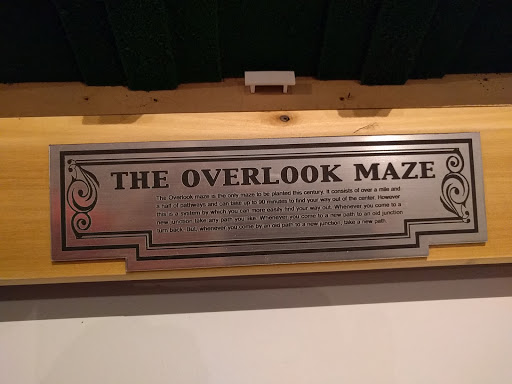 THE OVERLOOK MAZE
The Overlook maze is the only maze to be planted this century. It consists of over a mile and
a half of pathways and can take up to 90 minutes to find your way out of the center. However
this is a system by which you can more easily find your way out. Whenever you come to a
new junction take any path you like. Whenever you come to a new path to an old junction
turn back. But, whenever you come by an old path to a new junction, take a new path.